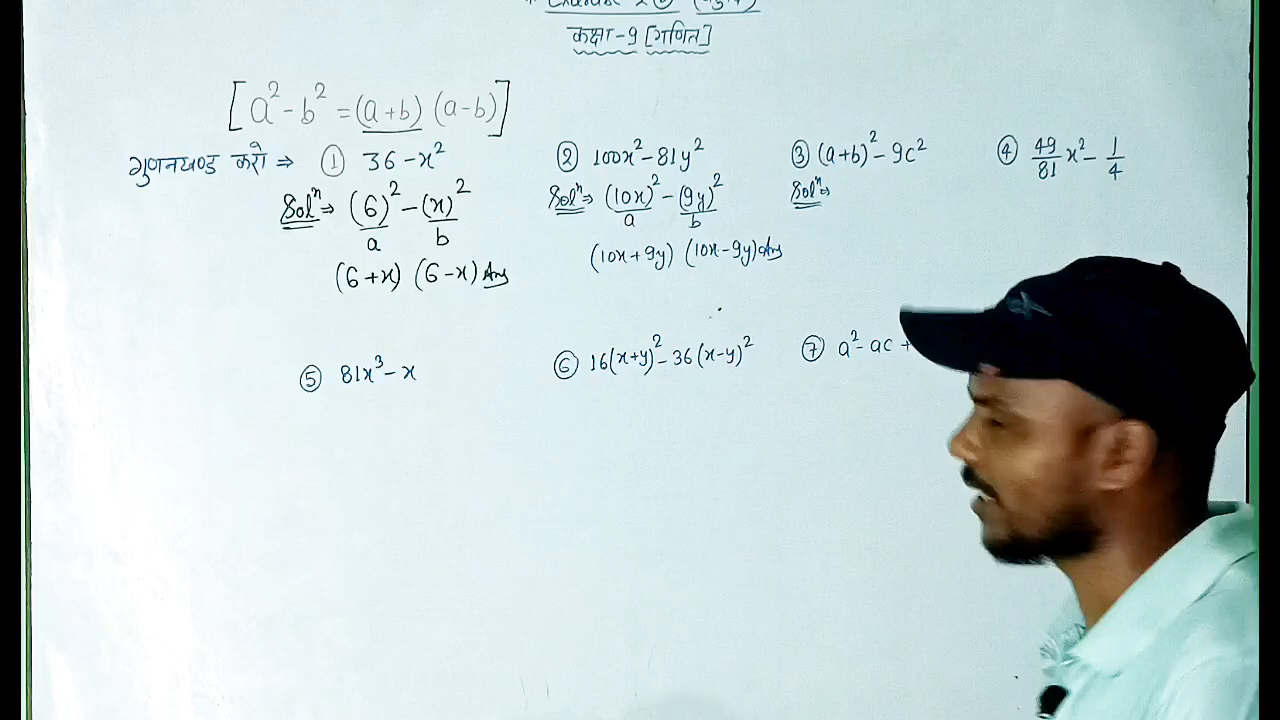 कक्षा-9 [गणित]
[a²-b² = (a+b) (a-b)]
गुणनखण्ड करो ⇒ ① 36-x²
Solⁿ⇒ (6)² - (x)²
a b
(6+x) (6-x) Ans
② 100x²-81y²
Solⁿ⇒ (10x)² - (9y)²
a b
(10x+9y) (10x-9y) Ans
③ (a+b)² - 9c²
Solⁿ⇒
④ 49/81 x² - 1/4
⑤ 81x³-x
⑥ 16(x+y)² - 36(x-y)²
⑦ a²-ac+